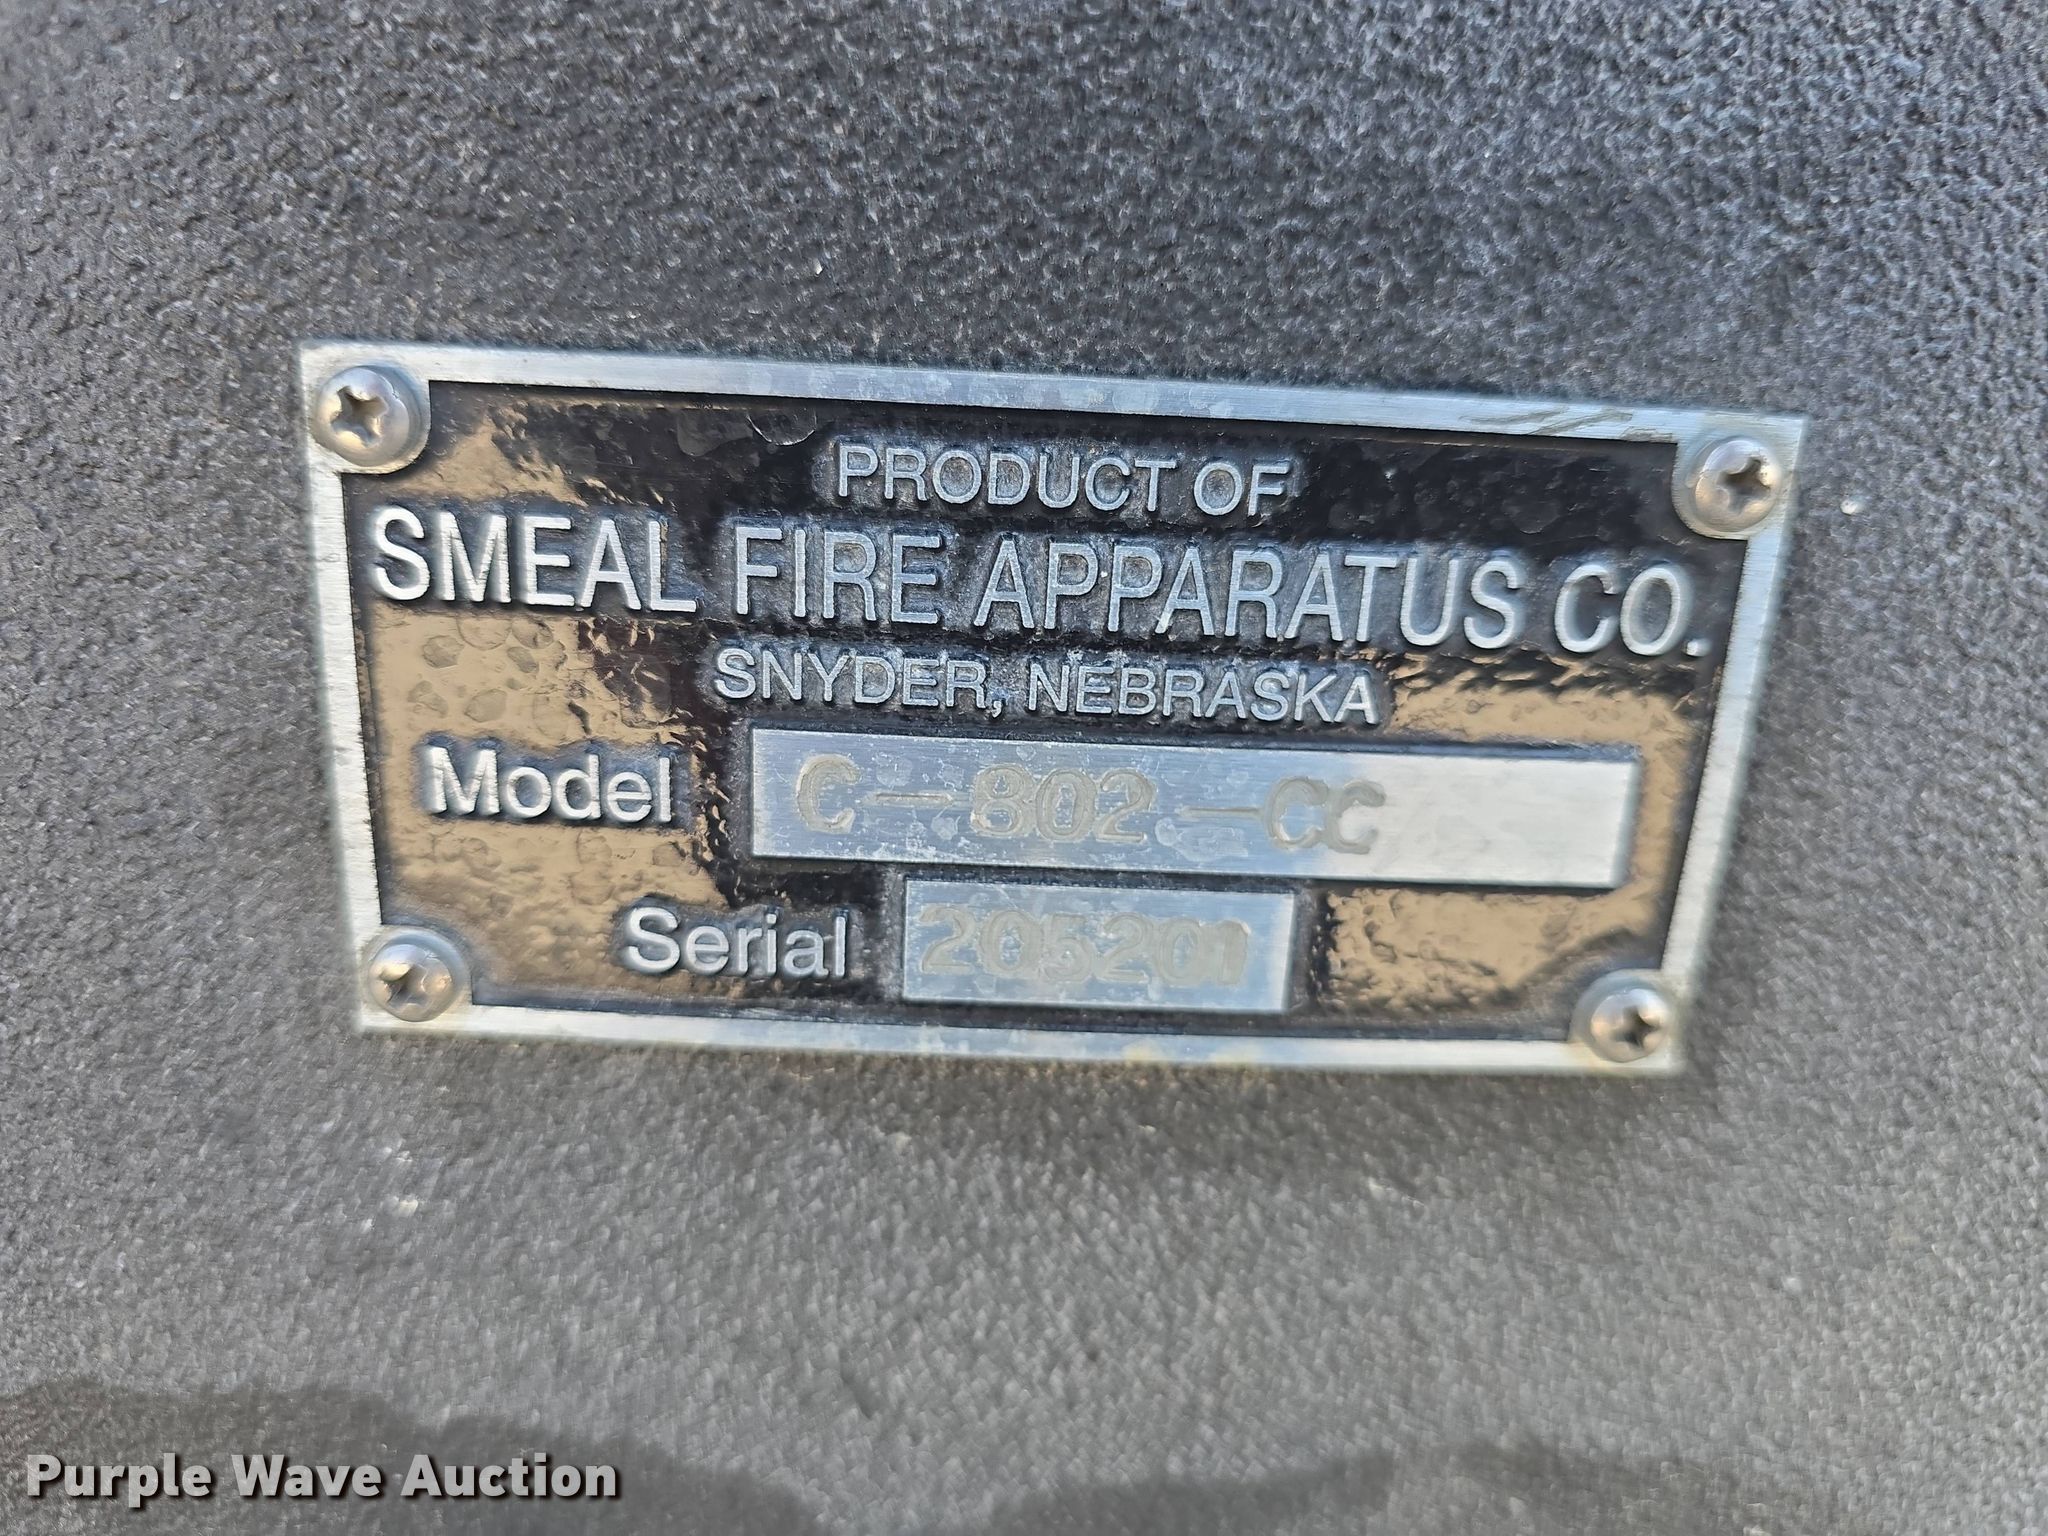 PRODUCT OF
SMEAL FIRE APPARATUS CO.
SNYDER, NEBRASKA
Model C-802-CC
Serial 205201
Purple Wave Auction